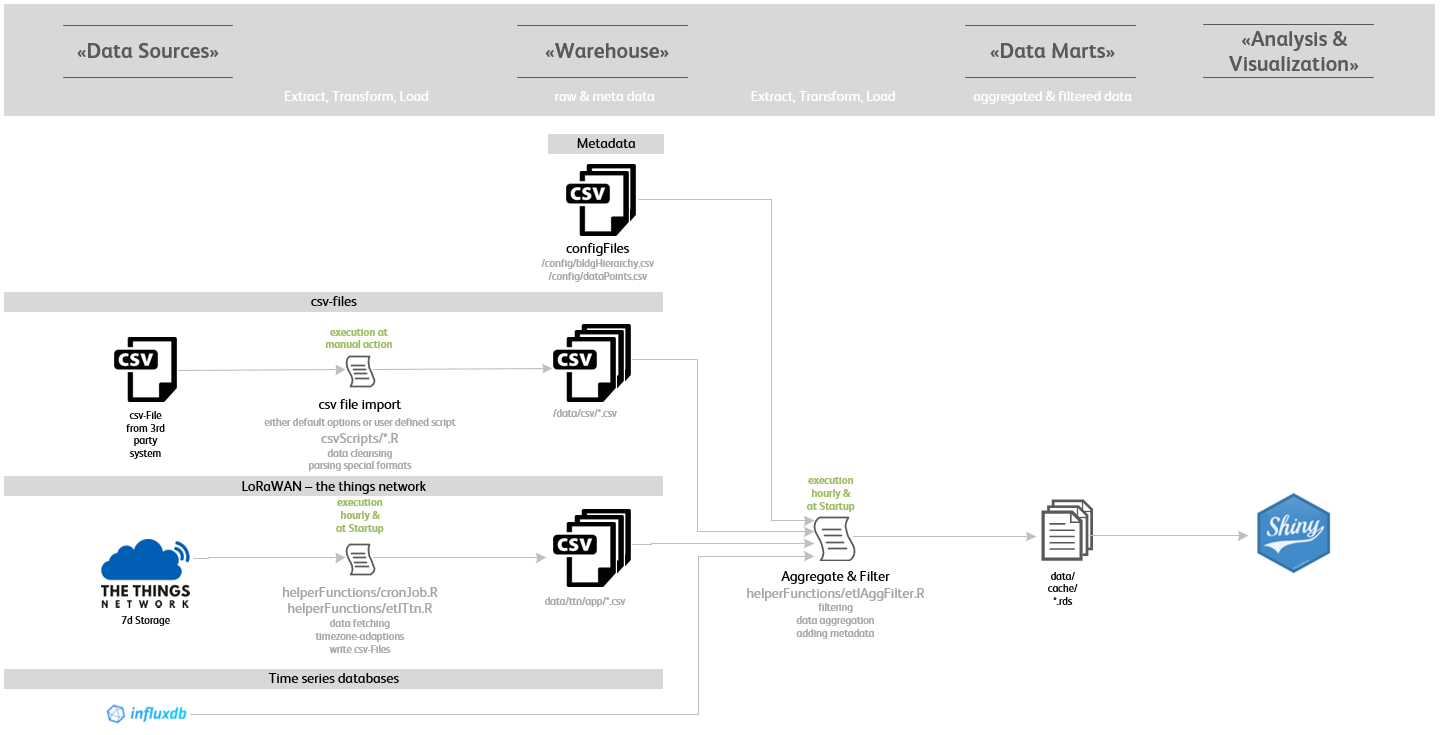 «Data Sources»
«Warehouse»
«Data Marts»
«Analysis &
Visualization»
Extract, Transform, Load
raw & meta data
Extract, Transform, Load
aggregated & filtered data
Metadata
CSV
configFiles
/config/bldgHierarchy.csv
/config/dataPoints.csv
csv-files
CSV
csv-File
from 3rd
party
system
execution at
manual action
csv file import
either default options or user defined script
csvScripts/*.R
data cleansing
parsing special formats
CSV
/data/csv/*.csv
LoRaWAN – the things network
THE THINGS
NETWORK
7d Storage
execution
hourly &
at Startup
helperFunctions/cronJob.R
helperFunctions/etlTtn.R
data fetching
timezone-adaptions
write csv-Files
CSV
data/ttn/app/*.csv
execution
hourly &
at Startup
Aggregate & Filter
helperFunctions/etlAggFilter.R
filtering
data aggregation
adding metadata
data/
cache/
*.rds
Shiny
Time series databases
influxdb